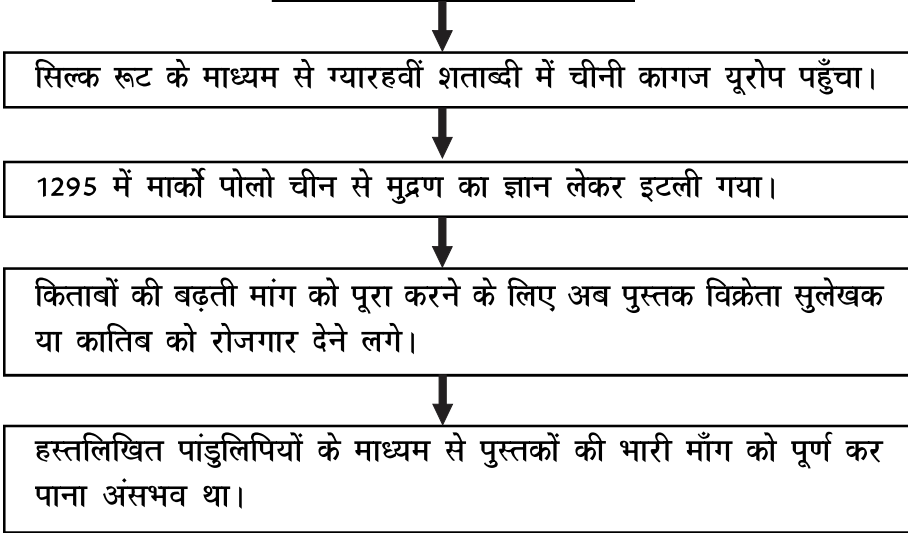 सिल्क रूट के माध्यम से ग्यारहवीं शताब्दी में चीनी कागज यूरोप पहुँचा।
1295 में मार्को पोलो चीन से मुद्रण का ज्ञान लेकर इटली गया।
किताबों की बढ़ती मांग को पूरा करने के लिए अब पुस्तक विक्रेता सुलेखक
या कातिब को रोजगार देने लगे।
हस्तलिखित पांडुलिपियों के माध्यम से पुस्तकों की भारी माँग को पूर्ण कर
पाना अंसभव था।